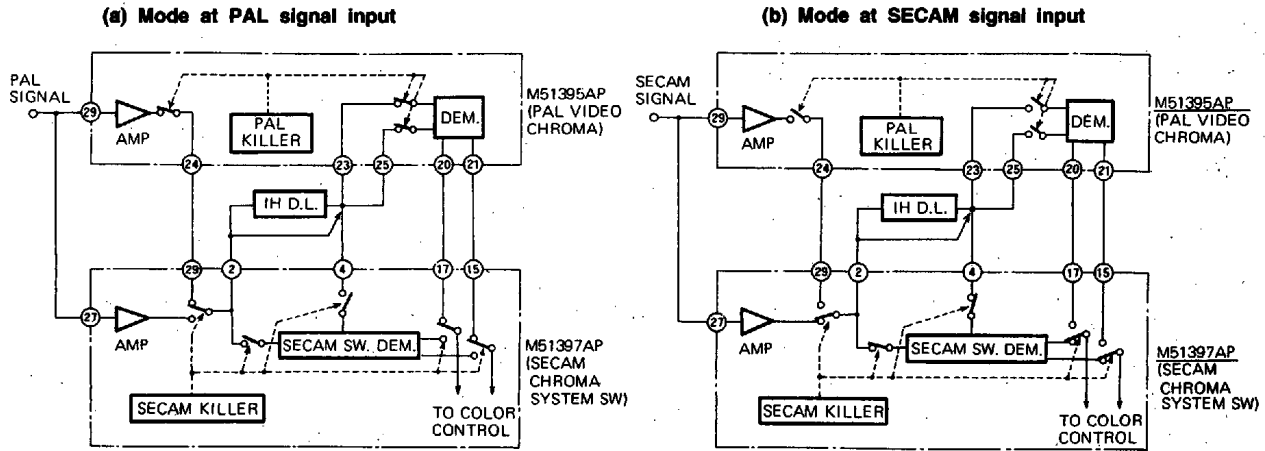 (a) Mode at PAL signal input
PAL
SIGNAL
29
AMP
PAL
KILLER
DEM.
M51395AP
(PAL VIDEO
CHROMA)
24
23
25
20
21
IH D.L.
29
2
4
17
15
27
AMP
SECAM SW. DEM.
M51397AP
(SECAM
CHROMA
SYSTEM SW)
SECAM KILLER
TO COLOR
CONTROL
(b) Mode at SECAM signal input
SECAM
SIGNAL
29
AMP
PAL
KILLER
DEM.
M51395AP
(PAL VIDEO
CHROMA)
24
23
25
20
21
IH D.L.
29
2
4
17
15
27
AMP
SECAM SW. DEM.
M51397AP
(SECAM
CHROMA
SYSTEM SW)
SECAM KILLER
TO COLOR
CONTROL